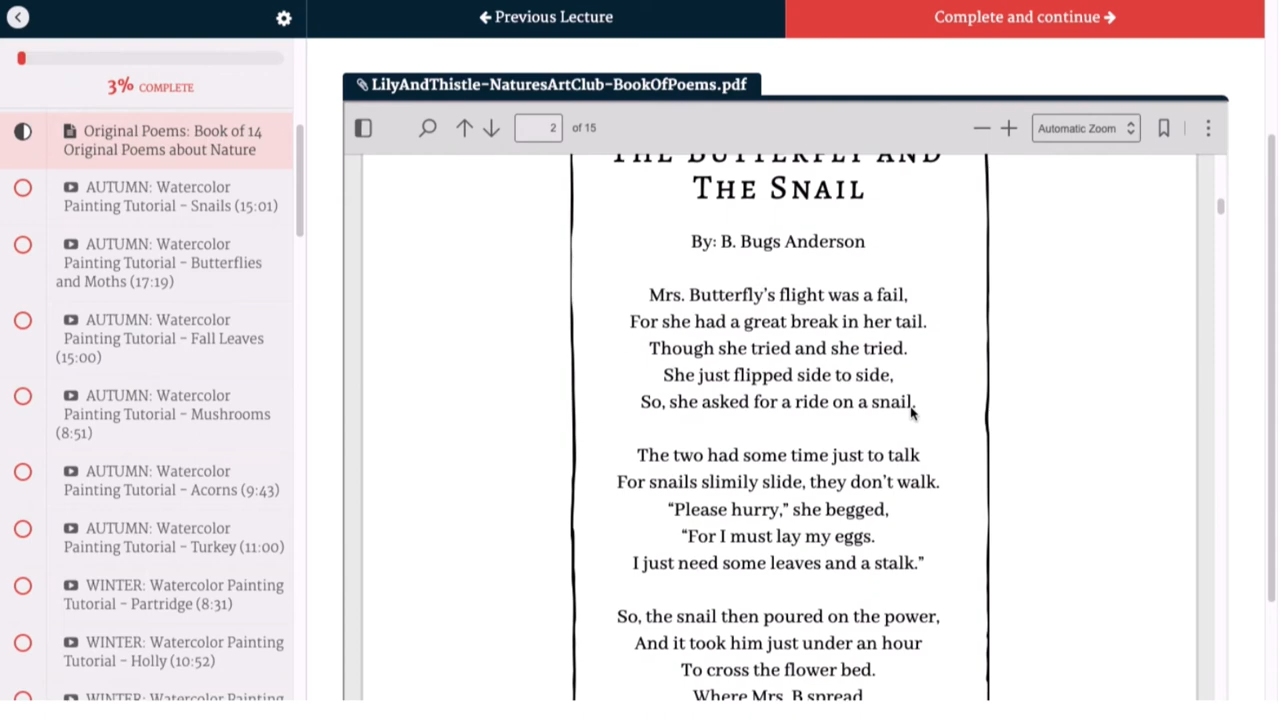 Previous Lecture
Complete and continue
3% COMPLETE
Original Poems: Book of 14
Original Poems about Nature
AUTUMN: Watercolor
Painting Tutorial - Snails (15:01)
AUTUMN: Watercolor
Painting Tutorial - Butterflies
and Moths (17:19)
AUTUMN: Watercolor
Painting Tutorial - Fall Leaves
(15:00)
AUTUMN: Watercolor
Painting Tutorial - Mushrooms
(8:51)
AUTUMN: Watercolor
Painting Tutorial - Acorns (9:43)
AUTUMN: Watercolor
Painting Tutorial - Turkey (11:00)
WINTER: Watercolor Painting
Tutorial - Partridge (8:31)
WINTER: Watercolor Painting
Tutorial - Holly (10:52)
WINTER: Watercolor Painting
LilyAndThistle-NaturesArtClub-BookOfPoems.pdf
2 of 15
Automatic Zoom
THE BUTTERFLY AND
THE SNAIL
By: B. Bugs Anderson
Mrs. Butterfly's flight was a fail,
For she had a great break in her tail.
Though she tried and she tried.
She just flipped side to side,
So, she asked for a ride on a snail.
The two had some time just to talk
For snails slimily slide, they don't walk.
"Please hurry," she begged,
"For I must lay my eggs.
I just need some leaves and a stalk."
So, the snail then poured on the power,
And it took him just under an hour
To cross the flower bed.
Where Mrs. B spread